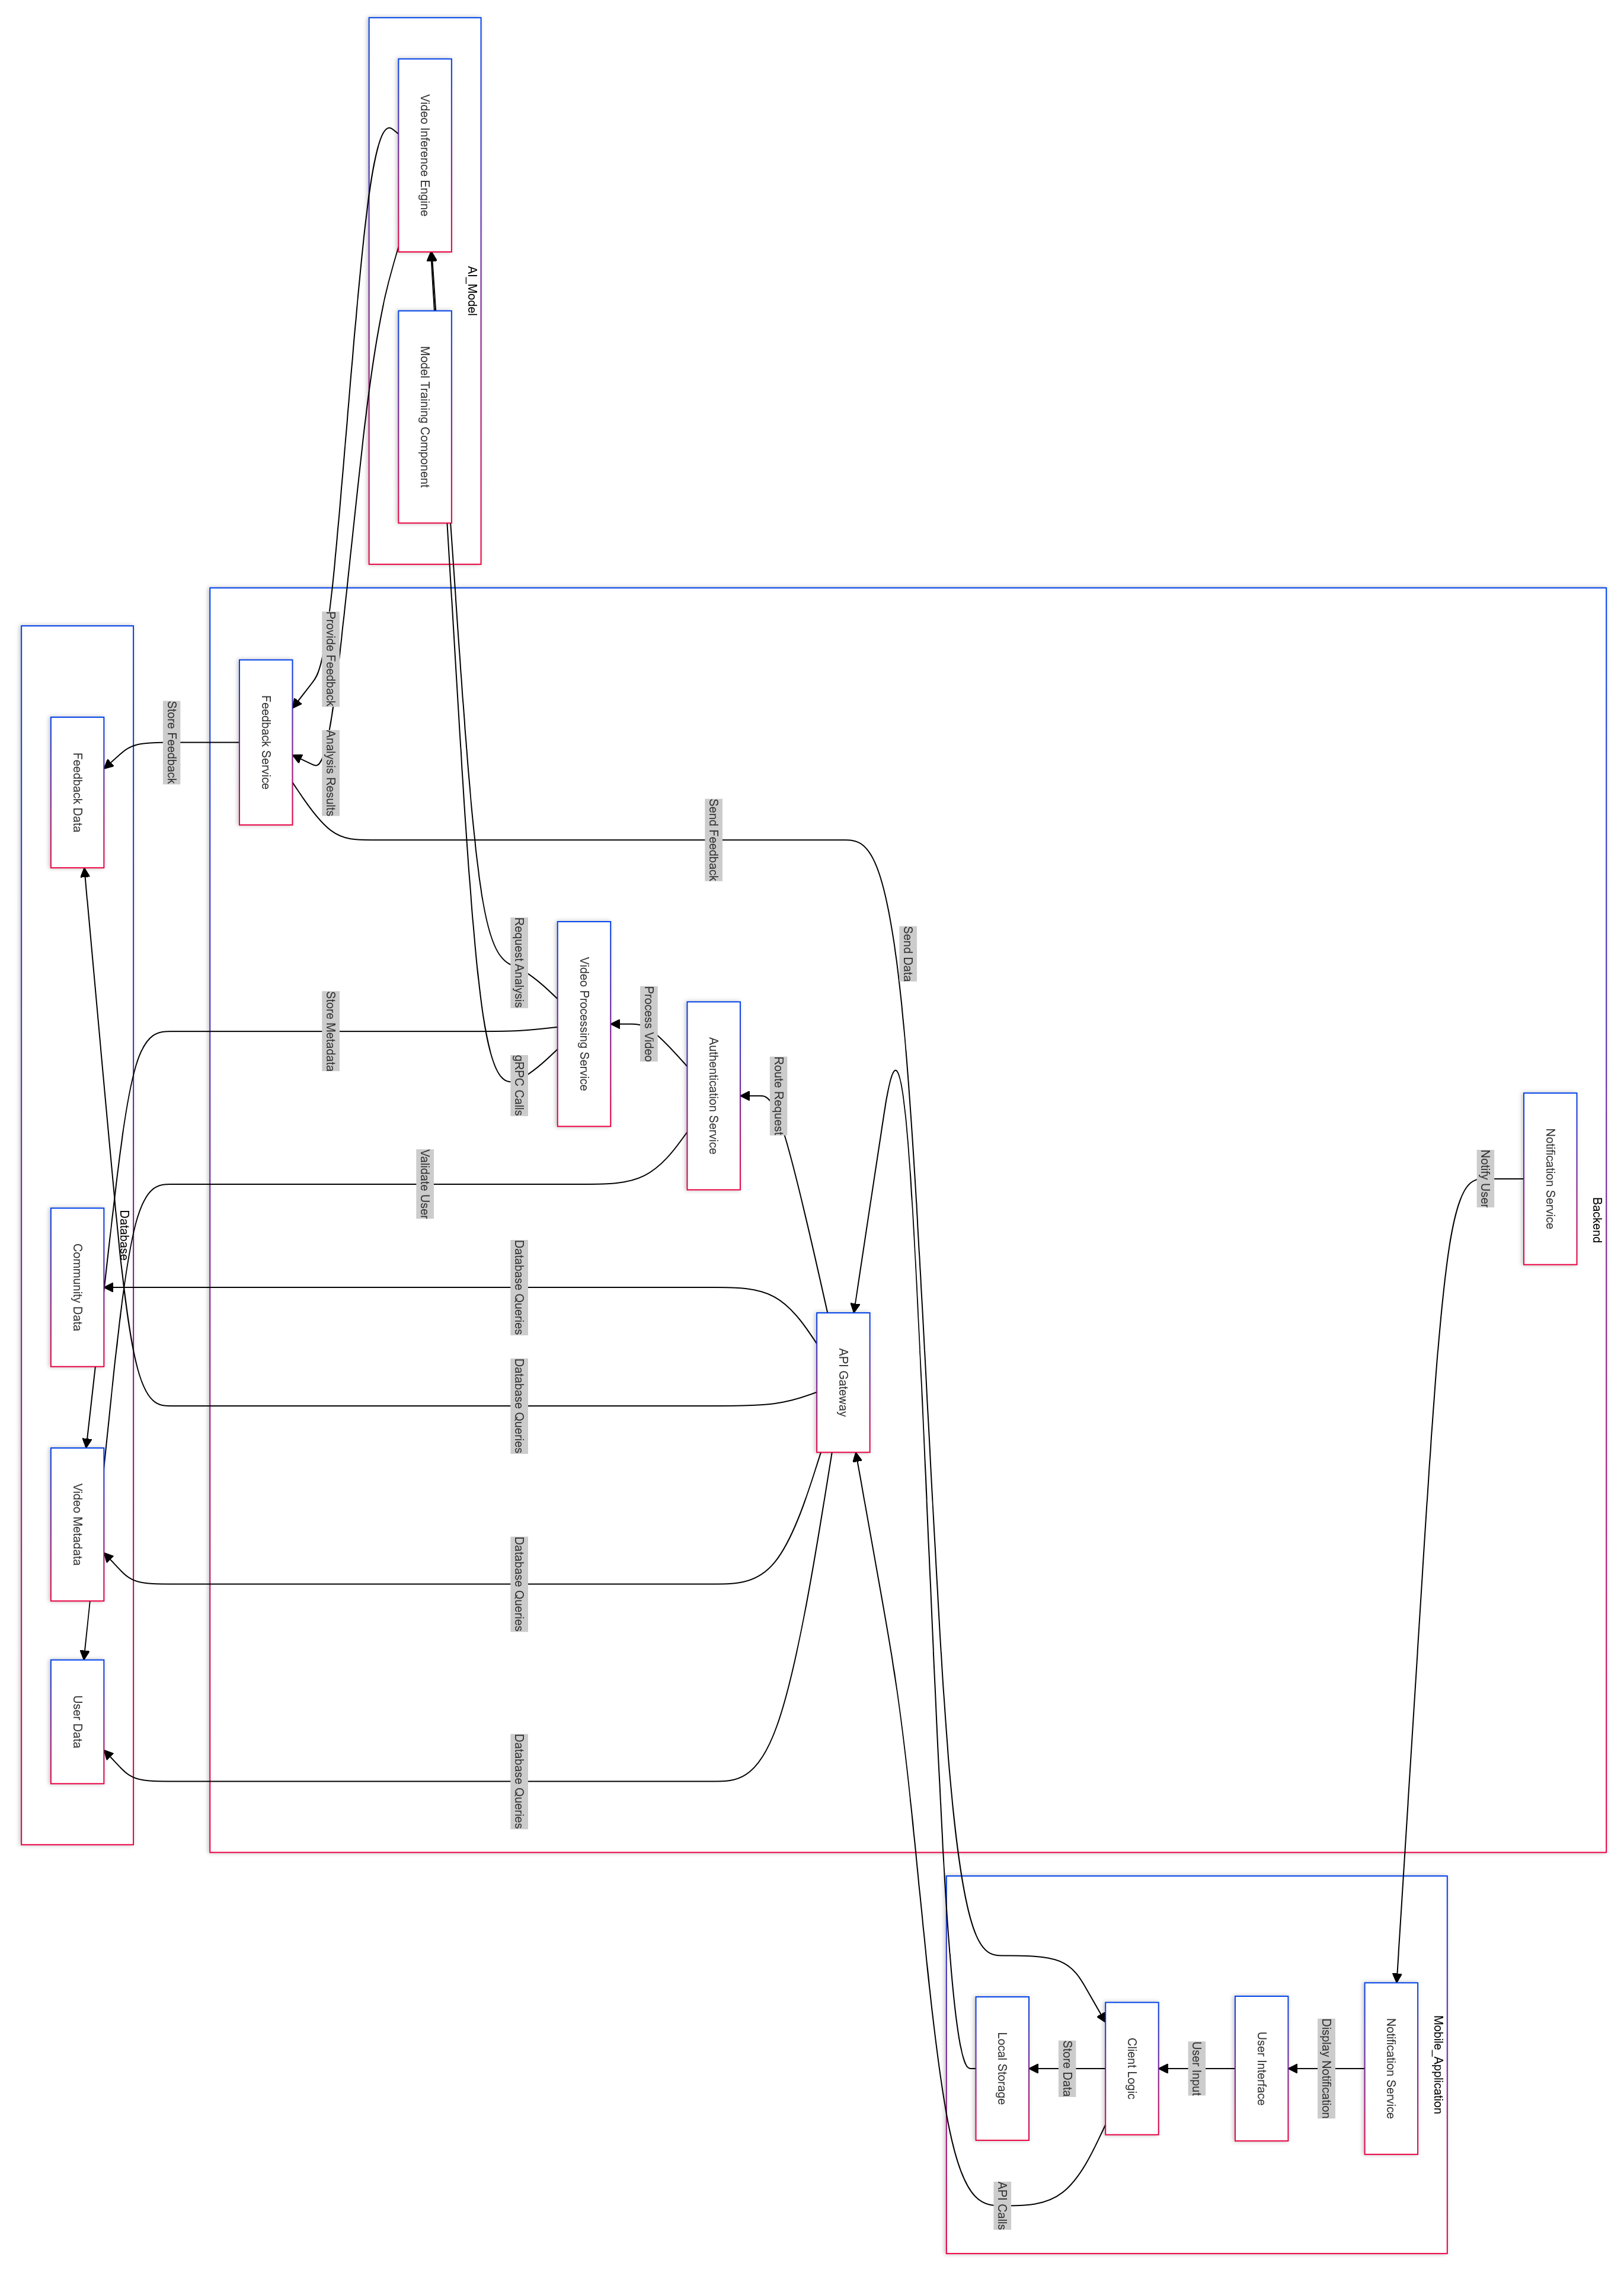 Backend
Notification Service
Notify User
Mobile_Application
Notification Service
Display Notification
User Interface
User Input
Client Logic
Store Data
Local Storage
API Calls
Send Data
API Gateway
Route Request
Authentication Service
Send Feedback
Process Video
Video Processing Service
Request Analysis
gRPC Calls
Database Queries
Database Queries
Database Queries
Database Queries
AI_Model
Video Inference Engine
Model Training Component
Validate User
Provide Feedback
Analysis Results
Store Metadata
Feedback Service
Store Feedback
Database
Feedback Data
Community Data
Video Metadata
User Data